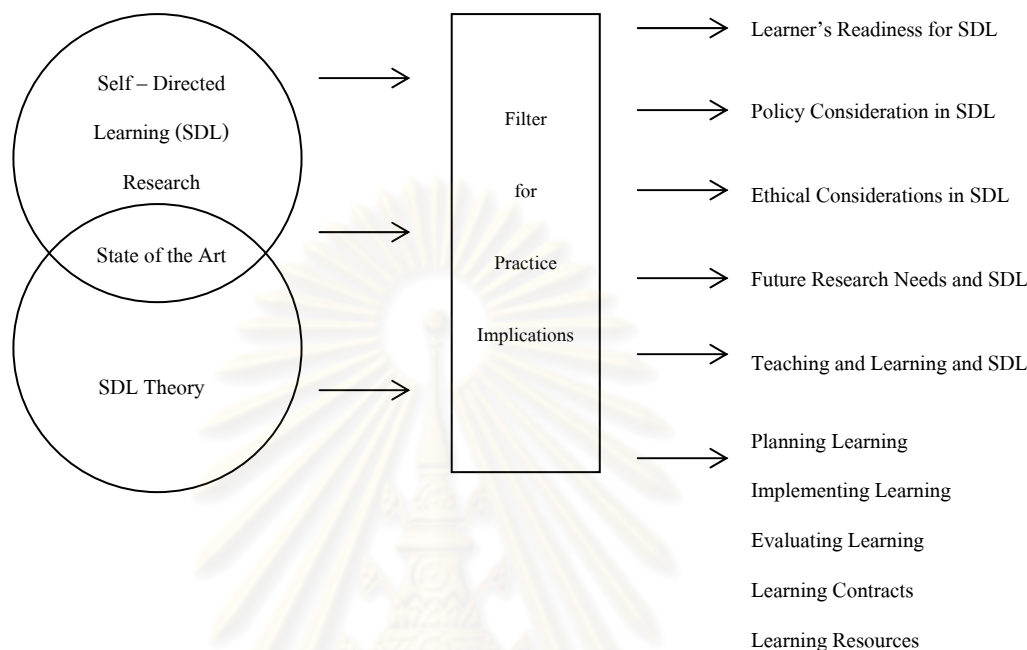 Self – Directed
Learning (SDL)
Research
State of the Art
SDL Theory
Filter
for
Practice
Implications
Learner’s Readiness for SDL
Policy Consideration in SDL
Ethical Considerations in SDL
Future Research Needs and SDL
Teaching and Learning and SDL
Planning Learning
Implementing Learning
Evaluating Learning
Learning Contracts
Learning Resources